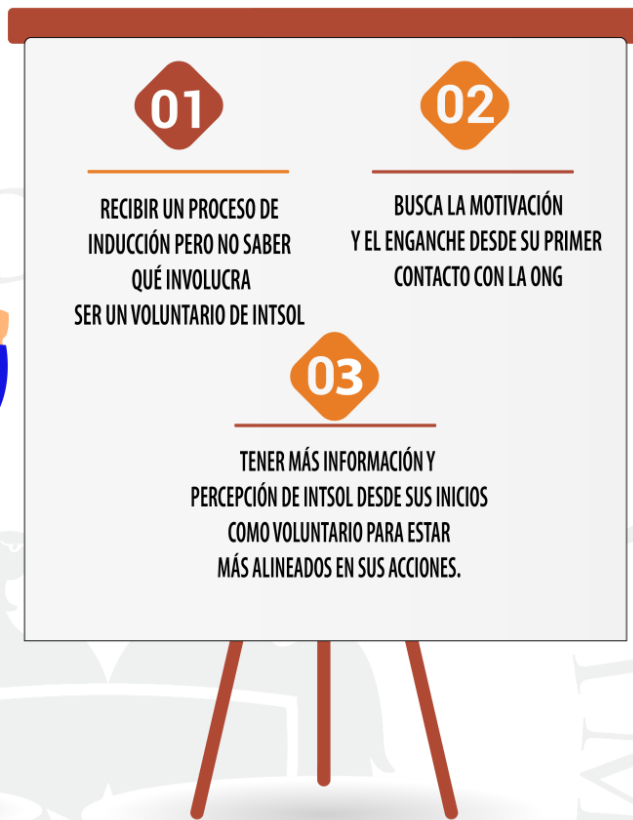 01
RECIBIR UN PROCESO DE
INDUCCIÓN PERO NO SABER
QUÉ INVOLUCRA
SER UN VOLUNTARIO DE INTSOL
02
BUSCA LA MOTIVACIÓN
Y EL ENGANCHE DESDE SU PRIMER
CONTACTO CON LA ONG
03
TENER MÁS INFORMACIÓN Y
PERCEPCIÓN DE INTSOL DESDE SUS INICIOS
COMO VOLUNTARIO PARA ESTAR
MÁS ALINEADOS EN SUS ACCIONES.